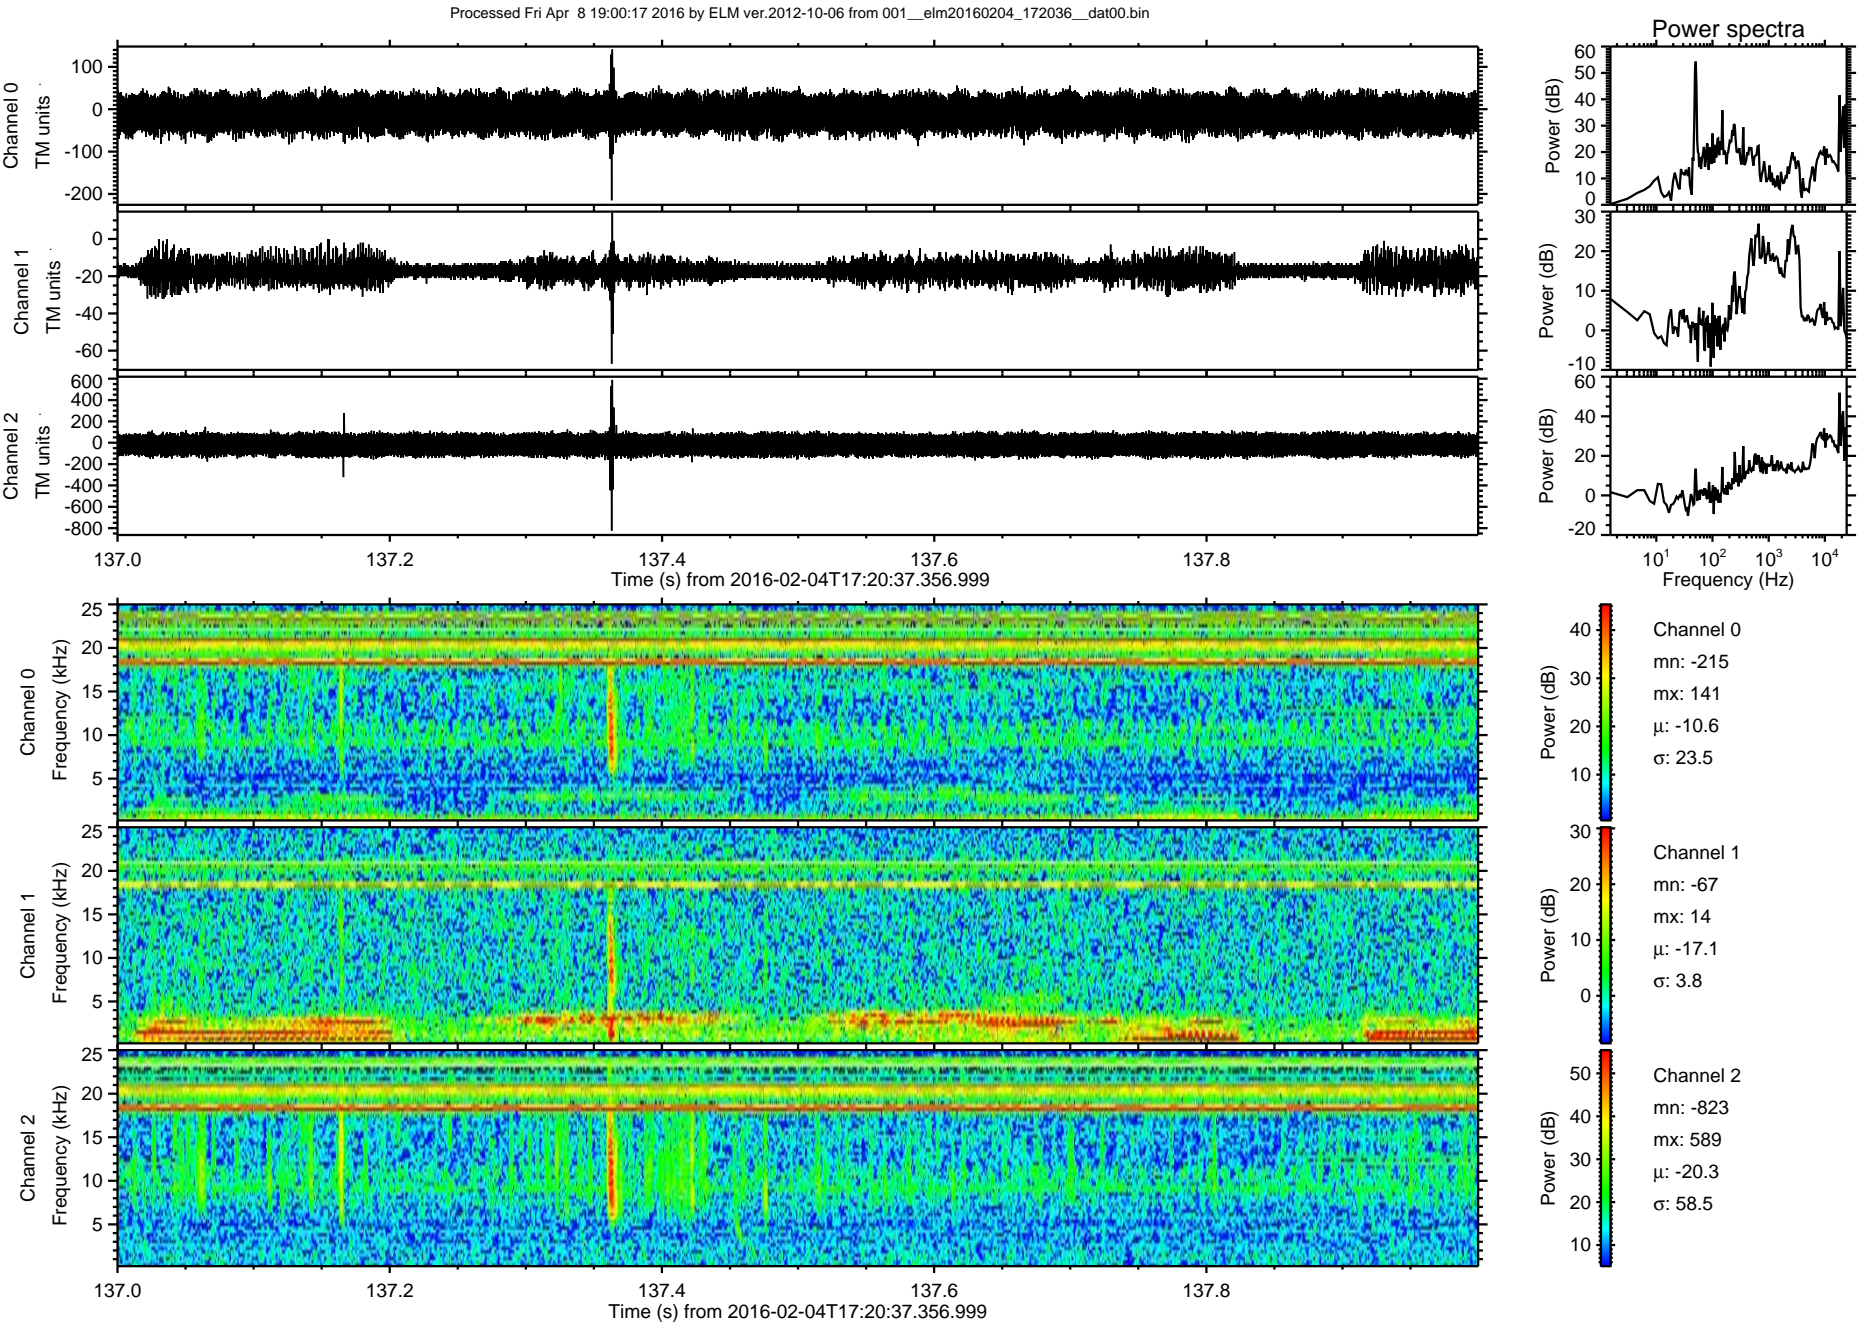 Processed Fri Apr  8 19:00:17 2016 by ELM ver.2012-10-06 from 001__elm20160204_172036__dat00.bin
Power spectra
Channel 0
TM units
100
0
-100
-200
Power (dB)
60
50
40
30
20
10
0
Channel 1
TM units
0
-20
-40
-60
Power (dB)
30
20
10
0
-10
Channel 2
TM units
600
400
200
0
-200
-400
-600
-800
Power (dB)
60
40
20
0
-20
137.0 137.2 137.4 137.6 137.8
Time (s) from 2016-02-04T17:20:37.356.999
10¹ 10² 10³ 10⁴
Frequency (Hz)
Channel 0
Frequency (kHz)
25
20
15
10
5
Power (dB)
40
30
20
10
Channel 0
mn: -215
mx: 141
μ: -10.6
σ: 23.5
Channel 1
Frequency (kHz)
25
20
15
10
5
Power (dB)
30
20
10
0
Channel 1
mn: -67
mx: 14
μ: -17.1
σ: 3.8
Channel 2
Frequency (kHz)
25
20
15
10
5
Power (dB)
50
40
30
20
10
Channel 2
mn: -823
mx: 589
μ: -20.3
σ: 58.5
137.0 137.2 137.4 137.6 137.8
Time (s) from 2016-02-04T17:20:37.356.999